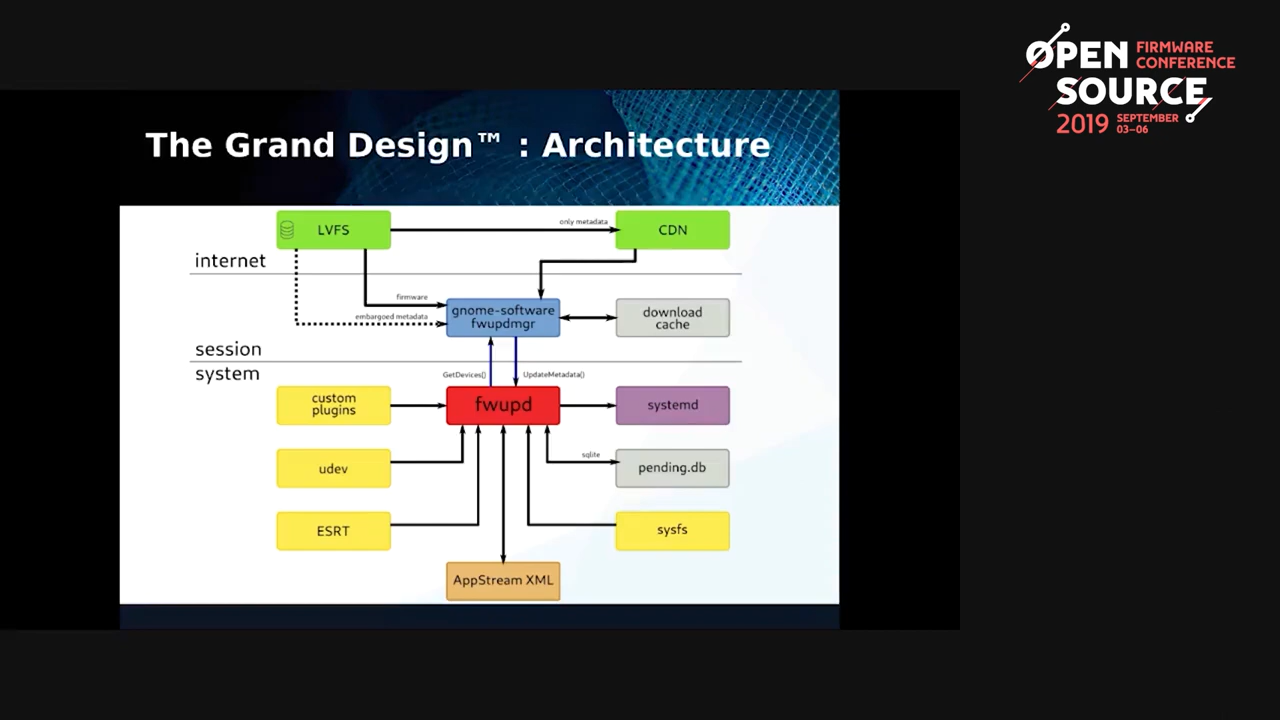 OPEN FIRMWARE
CONFERENCE
SOURCE
2019 SEPTEMBER
03–06
The Grand Design™ : Architecture
LVFS
only metadata
CDN
internet
firmware
embargoed metadata
gnome-software
fwupdmgr
download
cache
session
system
GetDevices()
UpdateMetadata()
custom
plugins
fwupd
systemd
udev
sqlite
pending.db
ESRT
sysfs
AppStream XML